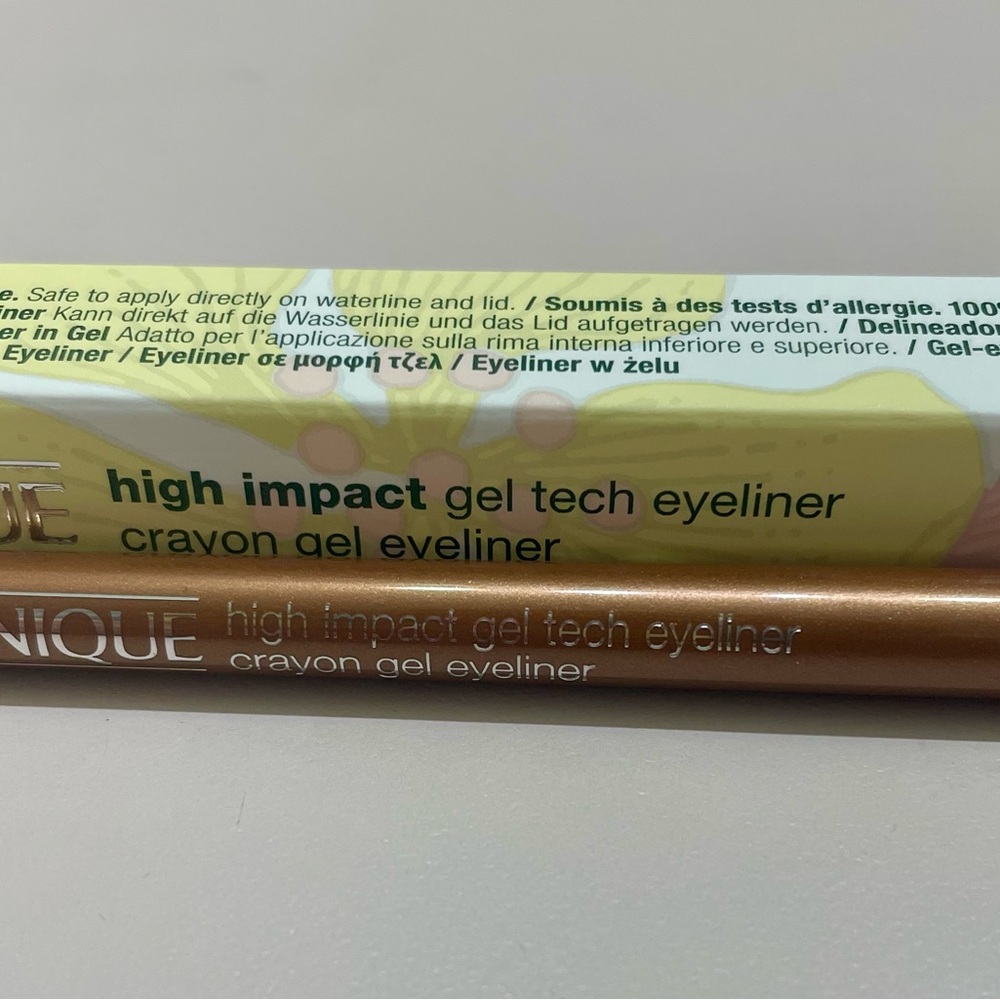 e. Safe to apply directly on waterline and lid. / Soumis à des tests d'allergie. 100%
iner Kann direkt auf die Wasserlinie und das Lid aufgetragen werden. / Delineador
er in Gel Adatto per l'applicazione sulla rima interna inferiore e superiore. / Gel-e
Eyeliner / Eyeliner σε μορφή τζελ / Eyeliner w żelu
UE
high impact gel tech eyeliner
crayon gel eyeliner
NIQUE
high impact gel tech eyeliner
crayon gel eyeliner